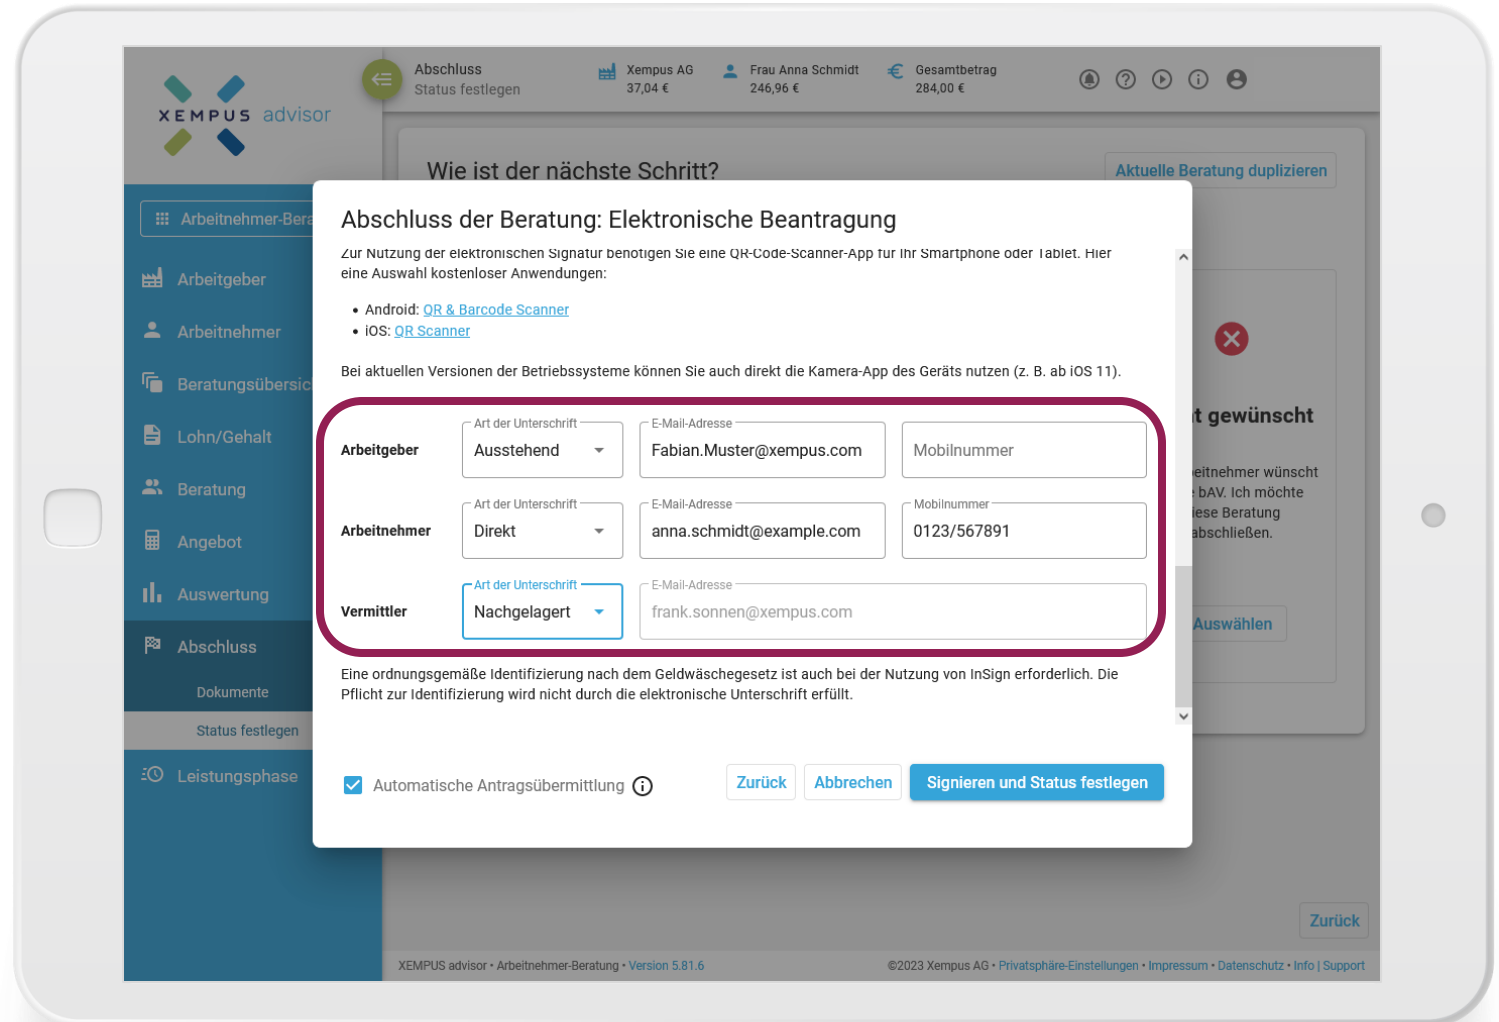 XEMPUS advisor
Abschluss
Status festlegen
Xempus AG
37,04 €
Frau Anna Schmidt
246,96 €
Gesamtbetrag
284,00 €
Wie ist der nächste Schritt?
Aktuelle Beratung duplizieren
Arbeitnehmer-Bera
Arbeitgeber
Arbeitnehmer
Beratungsübersic
Lohn/Gehalt
Beratung
Angebot
Auswertung
Abschluss
Dokumente
Status festlegen
Leistungsphase
Abschluss der Beratung: Elektronische Beantragung
Zur Nutzung der elektronischen Signatur benötigen Sie eine QR-Code-Scanner-App für Ihr Smartphone oder Tablet. Hier
eine Auswahl kostenloser Anwendungen:
• Android: QR & Barcode Scanner
• iOS: QR Scanner
Bei aktuellen Versionen der Betriebssysteme können Sie auch direkt die Kamera-App des Geräts nutzen (z. B. ab iOS 11).
Arbeitgeber
Art der Unterschrift
Ausstehend
E-Mail-Adresse
Fabian.Muster@xempus.com
Mobilnummer
Arbeitnehmer
Art der Unterschrift
Direkt
E-Mail-Adresse
anna.schmidt@example.com
Mobilnummer
0123/567891
Vermittler
Art der Unterschrift
Nachgelagert
E-Mail-Adresse
frank.sonnen@xempus.com
Eine ordnungsgemäße Identifizierung nach dem Geldwäschegesetz ist auch bei der Nutzung von InSign erforderlich. Die
Pflicht zur Identifizierung wird nicht durch die elektronische Unterschrift erfüllt.
Automatische Antragsübermittlung
Zurück
Abbrechen
Signieren und Status festlegen
t gewünscht
eitnehmer wünscht
bAV. Ich möchte
iese Beratung
abschließen.
Auswählen
Zurück
XEMPUS advisor • Arbeitnehmer-Beratung • Version 5.81.6
©2023 Xempus AG • Privatsphäre-Einstellungen • Impressum • Datenschutz • Info | Support